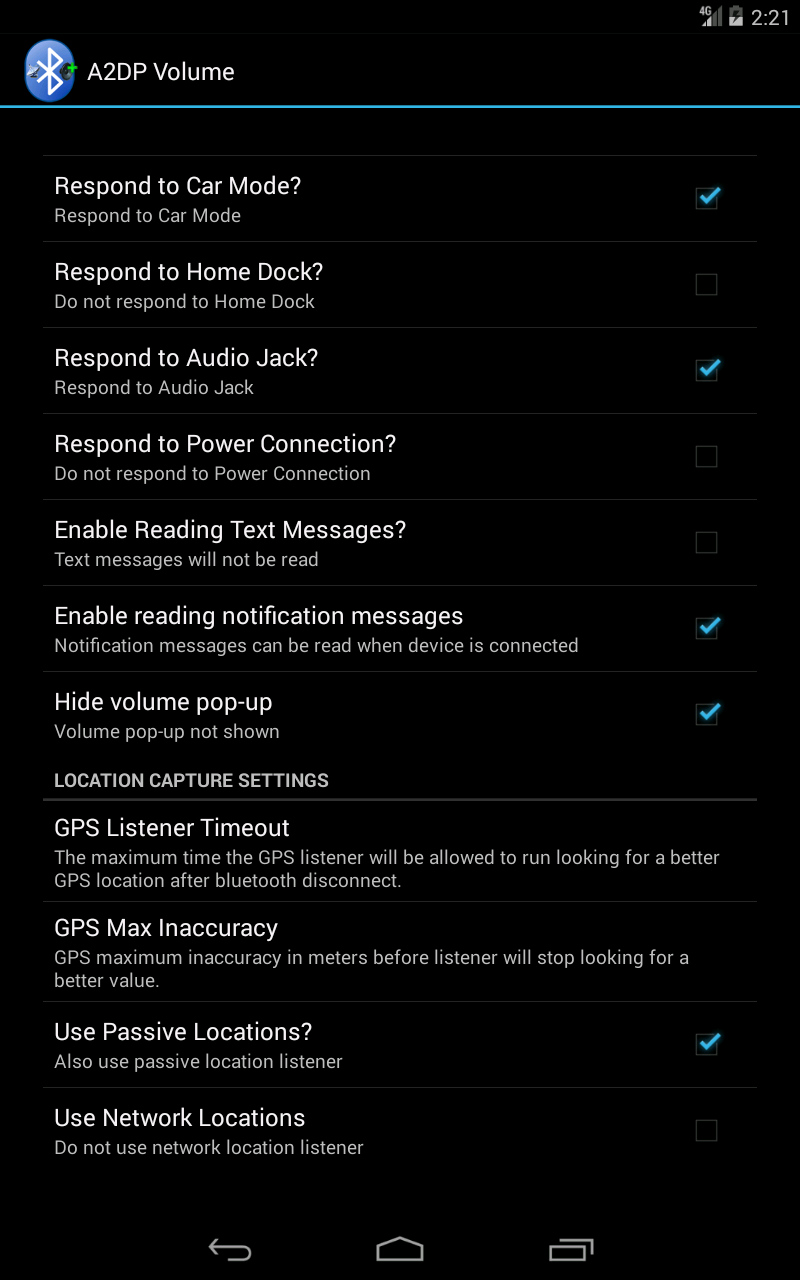 4G 2:21
A2DP Volume
Respond to Car Mode?
Respond to Car Mode
Respond to Home Dock?
Do not respond to Home Dock
Respond to Audio Jack?
Respond to Audio Jack
Respond to Power Connection?
Do not respond to Power Connection
Enable Reading Text Messages?
Text messages will not be read
Enable reading notification messages
Notification messages can be read when device is connected
Hide volume pop-up
Volume pop-up not shown
LOCATION CAPTURE SETTINGS
GPS Listener Timeout
The maximum time the GPS listener will be allowed to run looking for a better
GPS location after bluetooth disconnect.
GPS Max Inaccuracy
GPS maximum inaccuracy in meters before listener will stop looking for a
better value.
Use Passive Locations?
Also use passive location listener
Use Network Locations
Do not use network location listener